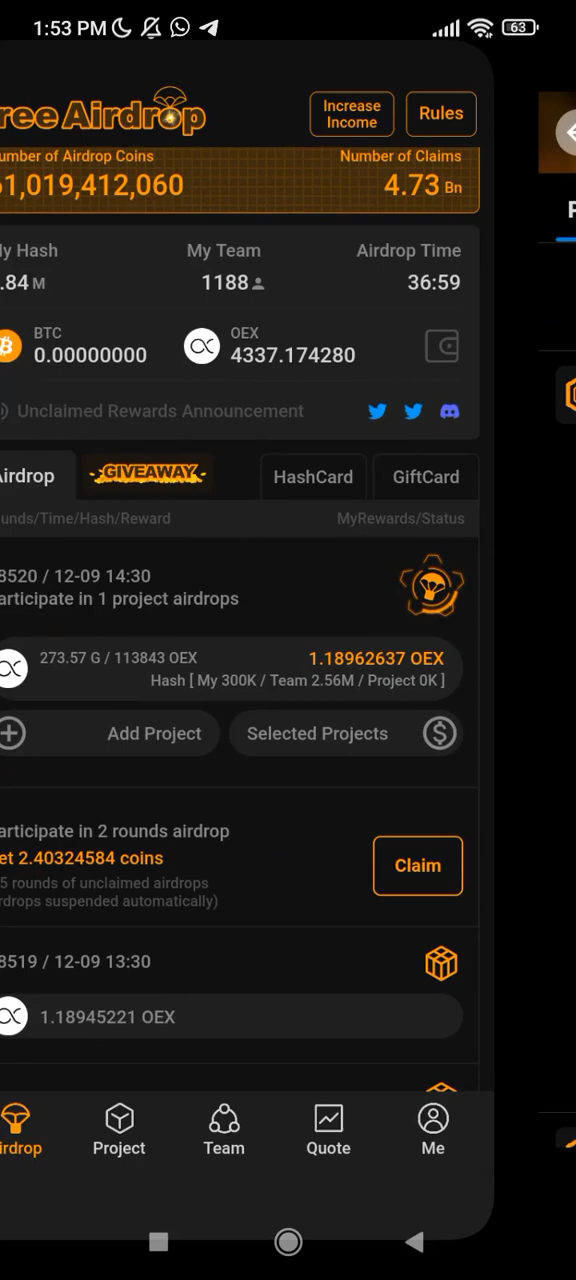 1:53 PM
63
ree Airdrop
Increase
Income
Rules
umber of Airdrop Coins
Number of Claims
1,019,412,060
4.73 Bn
y Hash
My Team
Airdrop Time
.84 M
1188
36:59
BTC
OEX
0.00000000
4337.174280
Unclaimed Rewards Announcement
Airdrop
GIVEAWAY
HashCard
GiftCard
unds/Time/Hash/Reward
MyRewards/Status
8520 / 12-09 14:30
articipate in 1 project airdrops
273.57 G / 113843 OEX
1.18962637 OEX
Hash [ My 300K / Team 2.56M / Project 0K ]
Add Project
Selected Projects
articipate in 2 rounds airdrop
et 2.40324584 coins
Claim
5 rounds of unclaimed airdrops
rdrops suspended automatically)
8519 / 12-09 13:30
1.18945221 OEX
irdrop
Project
Team
Quote
Me